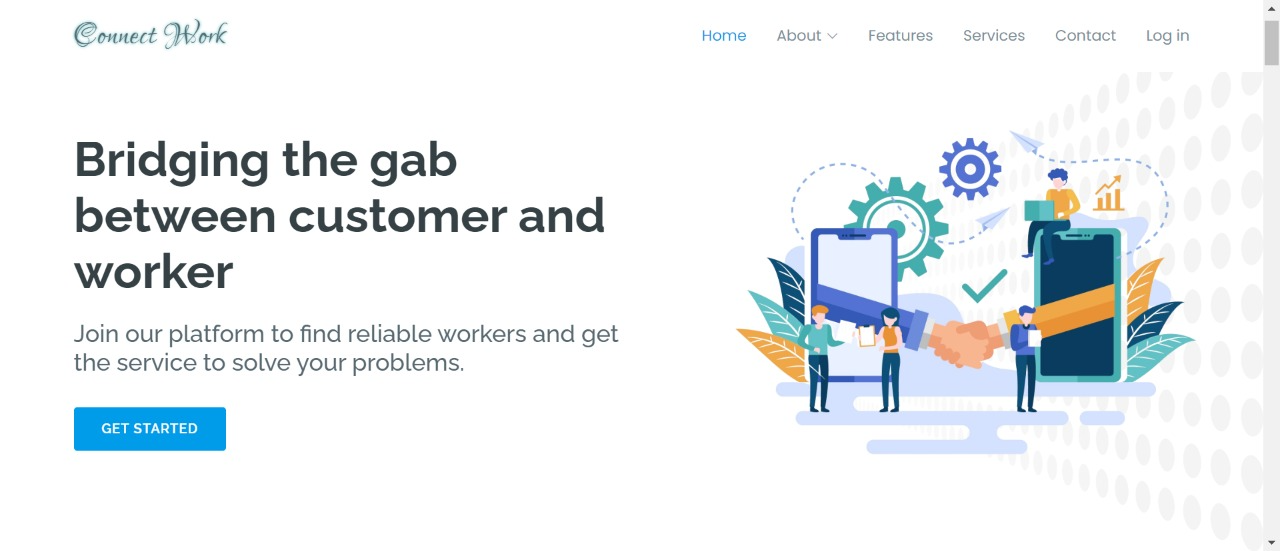 Connect Work
Home
About
Features
Services
Contact
Log in
Bridging the gab
between customer and
worker
Join our platform to find reliable workers and get
the service to solve your problems.
GET STARTED